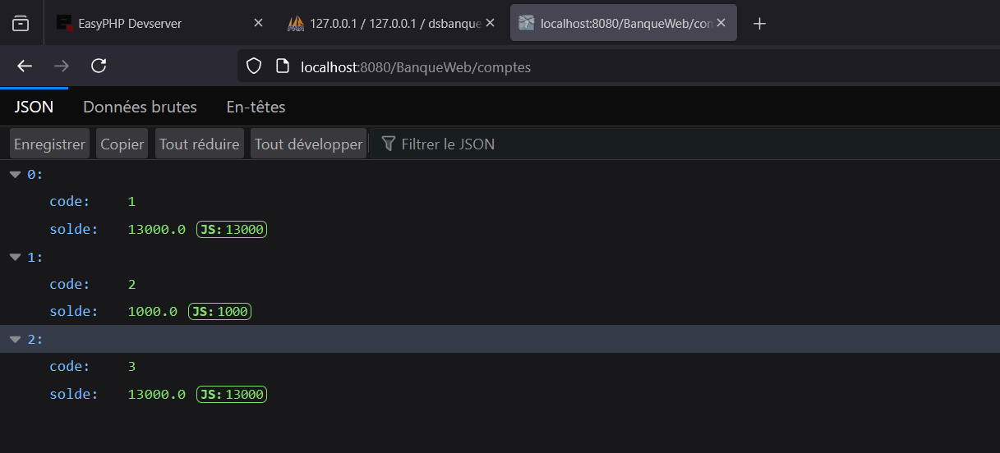 EasyPHP Devserver
127.0.0.1 / 127.0.0.1 / dsbanque
localhost:8080/BanqueWeb/con
localhost:8080/BanqueWeb/comptes
JSON Données brutes En-têtes
Enregistrer Copier Tout réduire Tout développer Filtrer le JSON
0:
code: 1
solde: 13000.0 JS: 13000
1:
code: 2
solde: 1000.0 JS: 1000
2:
code: 3
solde: 13000.0 JS: 13000